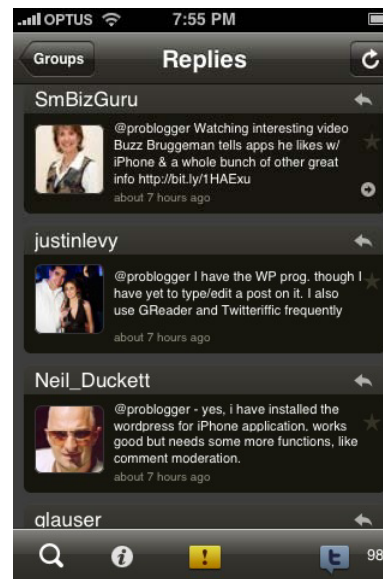 OPTUS 7:55 PM
Groups Replies
SmBizGuru
@problogger Watching interesting video
Buzz Bruggeman tells apps he likes w/
iPhone & a whole bunch of other great
info http://bit.ly/1HAExu
about 7 hours ago
justinlevy
@problogger I have the WP prog. though I
have yet to type/edit a post on it. I also
use GReader and Twitteriffic frequently
about 7 hours ago
Neil_Duckett
@problogger - yes, i have installed the
wordpress for iPhone application. works
good but needs some more functions, like
comment moderation.
about 7 hours ago
glauser
i ! t 98